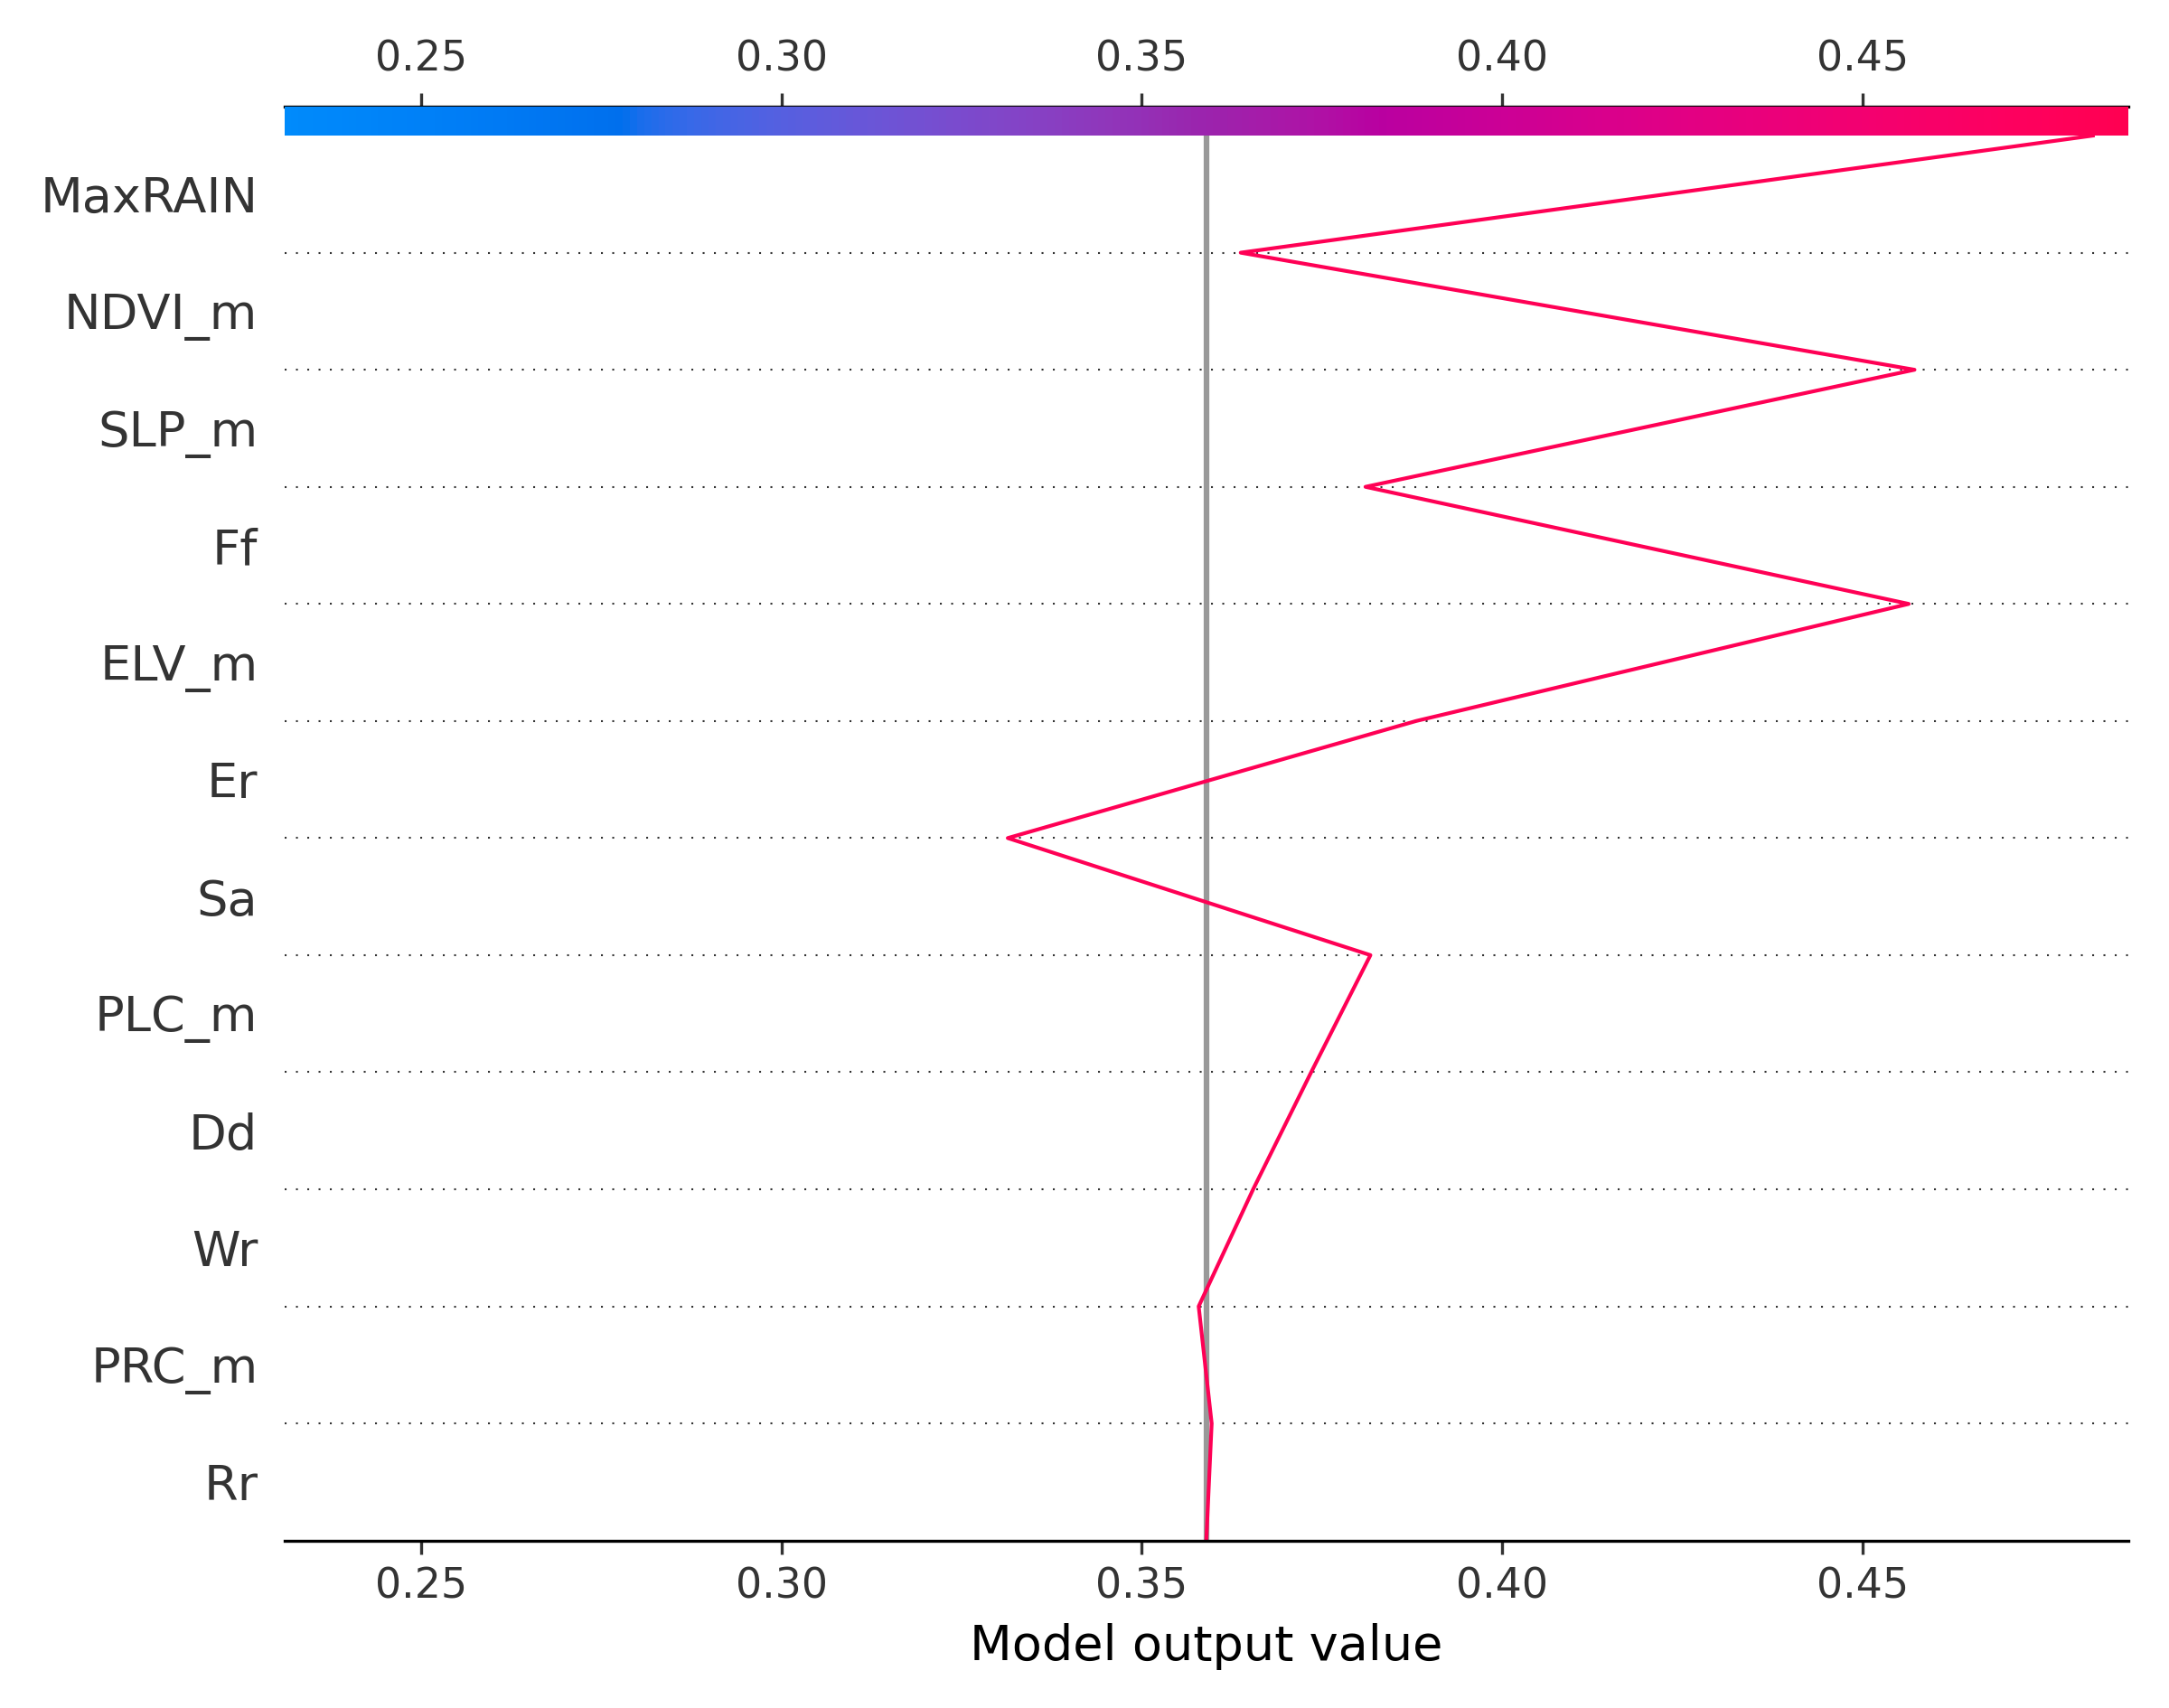 0.25 0.30 0.35 0.40 0.45
MaxRAIN
NDVI_m
SLP_m
Ff
ELV_m
Er
Sa
PLC_m
Dd
Wr
PRC_m
Rr
0.25 0.30 0.35 0.40 0.45
Model output value